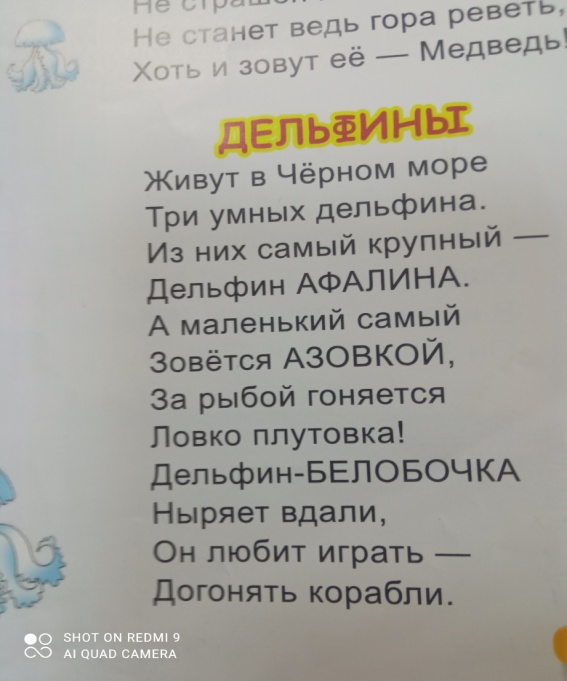 Не
Не станет ведь гора реветь,
Хоть и зовут её — Медведь!
ДЕЛЬФИНЫ
Живут в Чёрном море
Три умных дельфина.
Из них самый крупный —
Дельфин АФАЛИНА.
А маленький самый
Зовётся АЗОВКОЙ,
За рыбой гоняется
Ловко плутовка!
Дельфин-БЕЛОБОЧКА
Ныряет вдали,
Он любит играть —
Догонять корабли.
SHOT ON REDMI 9
AI QUAD CAMERA